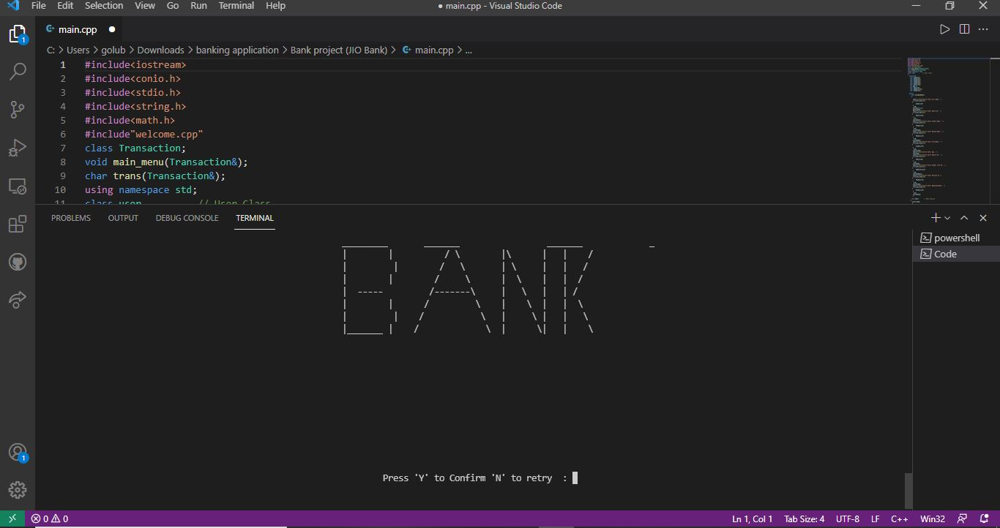 File Edit Selection View Go Run Terminal Help
● main.cpp - Visual Studio Code
main.cpp
C: > Users > golub > Downloads > banking application > Bank project (JIO Bank) > main.cpp > ...
1 #include<iostream>
2 #include<conio.h>
3 #include<stdio.h>
4 #include<string.h>
5 #include<math.h>
6 #include"welcome.cpp"
7 class Transaction;
8 void main_menu(Transaction&);
9 char trans(Transaction&);
10 using namespace std;
11 class user // User Class
PROBLEMS OUTPUT DEBUG CONSOLE TERMINAL
powershell
Code
BANK
Press 'Y' to Confirm 'N' to retry :
1
1
0 0
Ln 1, Col 1 Tab Size: 4 UTF-8 LF C++ Win32